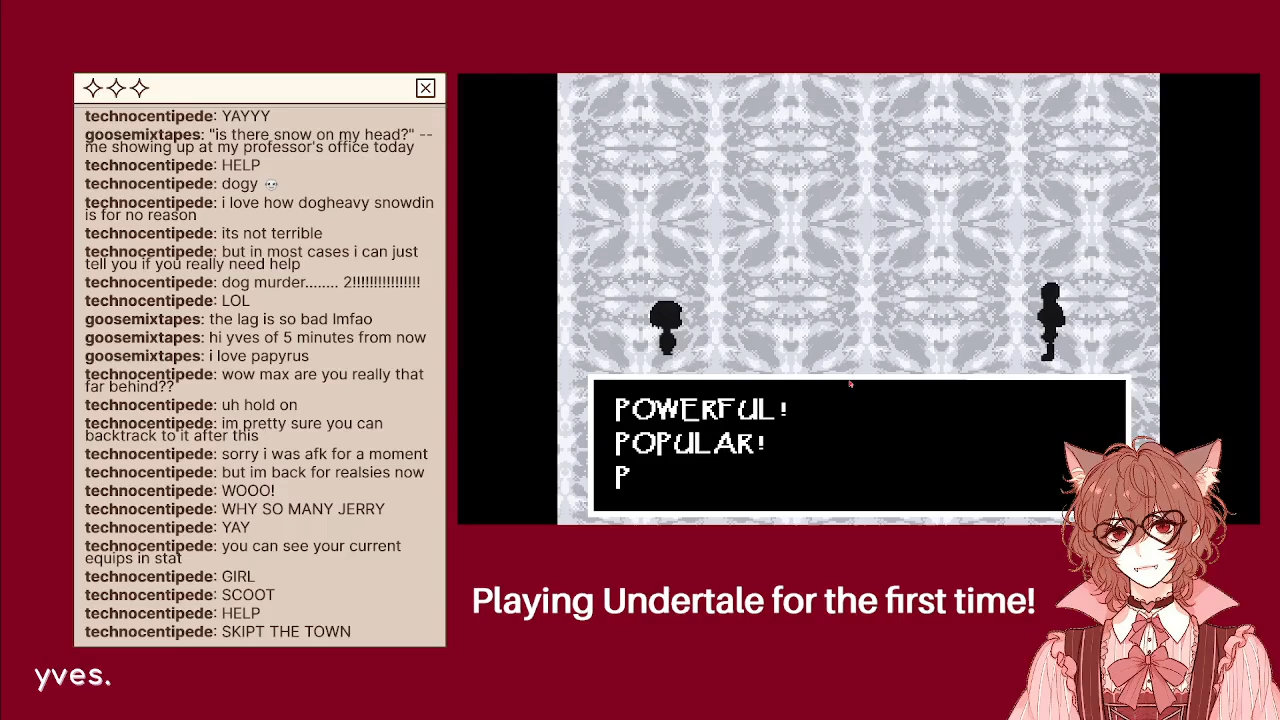 technocentipede: YAYYY
goosemixtapes: "is there snow on my head?" --
me showing up at my professor's office today
technocentipede: HELP
technocentipede: dogy 💀
technocentipede: i love how dogheavy snowdin
is for no reason
technocentipede: its not terrible
technocentipede: but in most cases i can just
tell you if you really need help
technocentipede: dog murder........ 2!!!!!!!!!!!!!!!!
technocentipede: LOL
goosemixtapes: the lag is so bad lmfao
goosemixtapes: hi yves of 5 minutes from now
goosemixtapes: i love papyrus
technocentipede: wow max are you really that
far behind??
technocentipede: uh hold on
technocentipede: im pretty sure you can
backtrack to it after this
technocentipede: sorry i was afk for a moment
technocentipede: but im back for realsies now
technocentipede: WOOO!
technocentipede: WHY SO MANY JERRY
technocentipede: YAY
technocentipede: you can see your current
equips in stat
technocentipede: GIRL
technocentipede: SCOOT
technocentipede: HELP
technocentipede: SKIPT THE TOWN
POWERFUL!
POPULAR!
P
Playing Undertale for the first time!
yves.